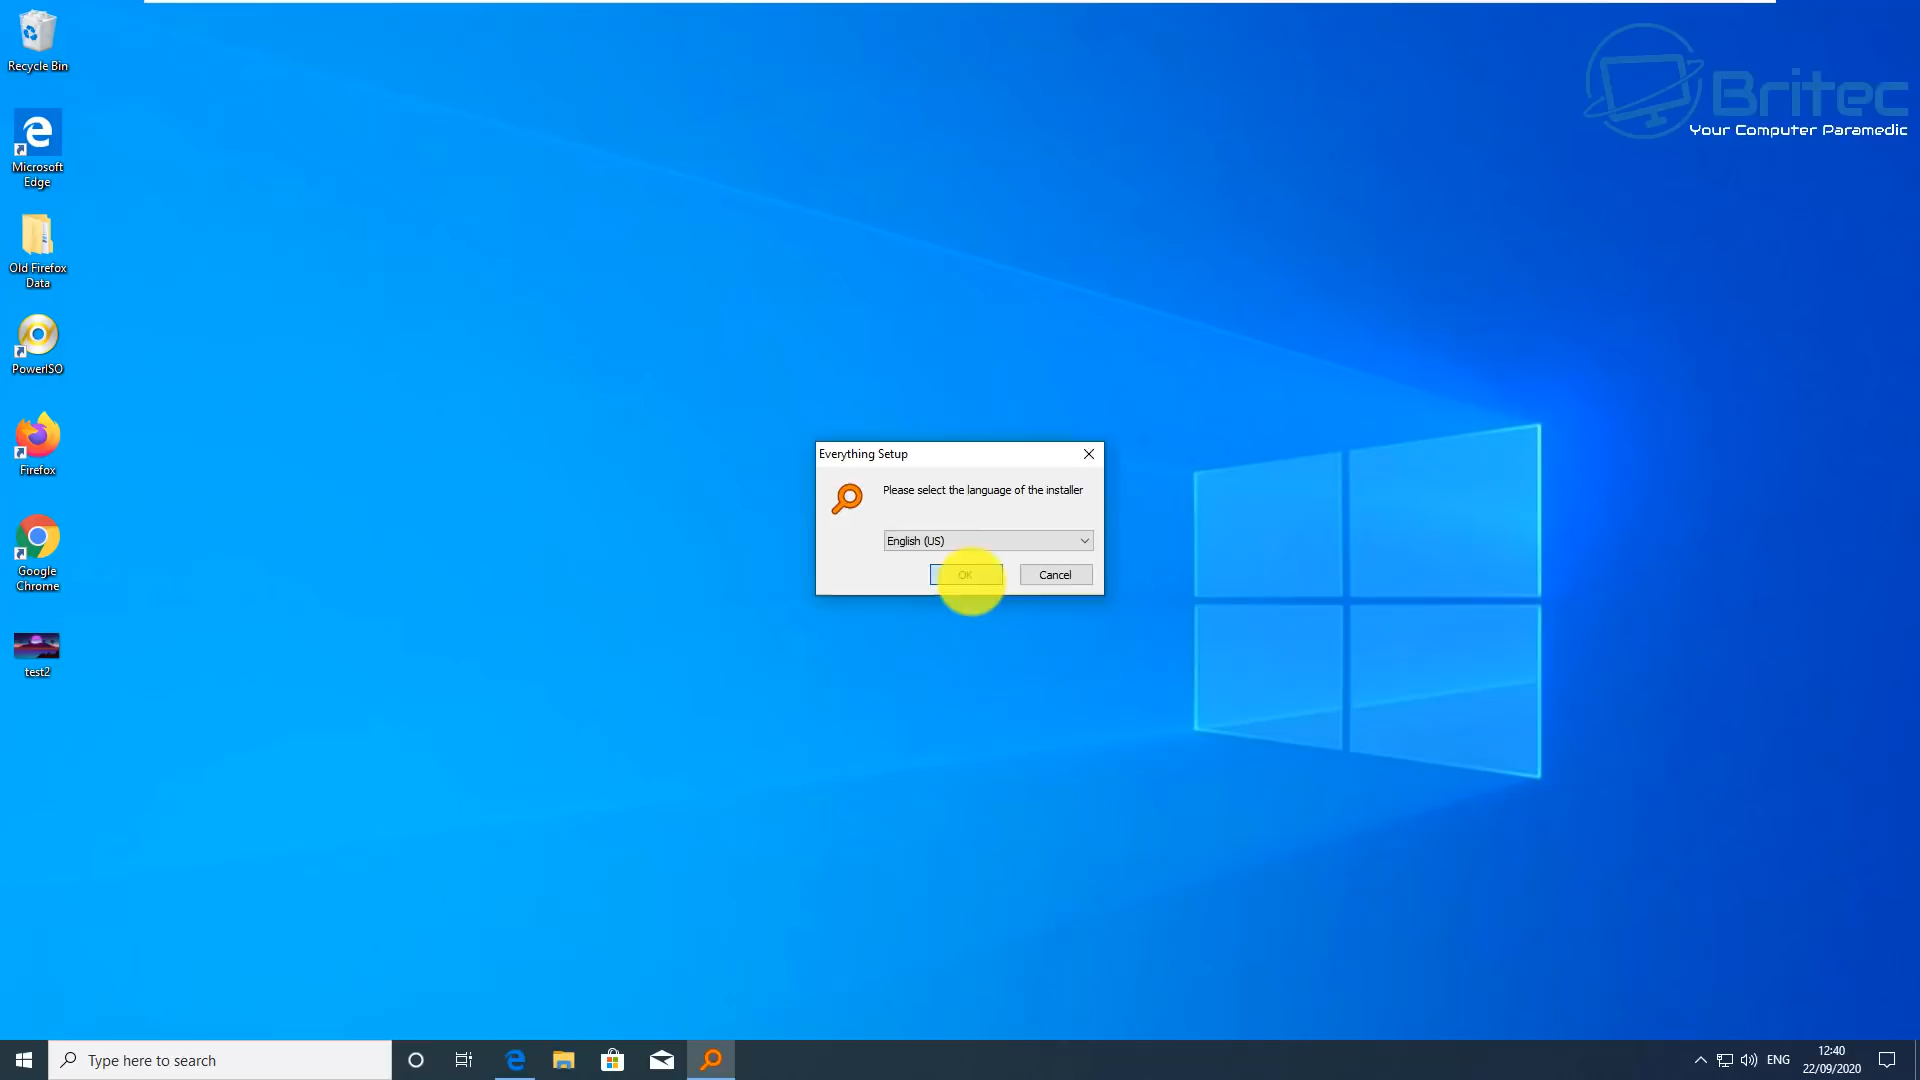 Recycle Bin
Microsoft
Edge
Old Firefox
Data
PowerISO
Firefox
Google
Chrome
test2
Britec
Your Computer Paramedic
Everything Setup
Please select the language of the installer
English (US)
OK
Cancel
Type here to search
ENG
12:40
22/09/2020